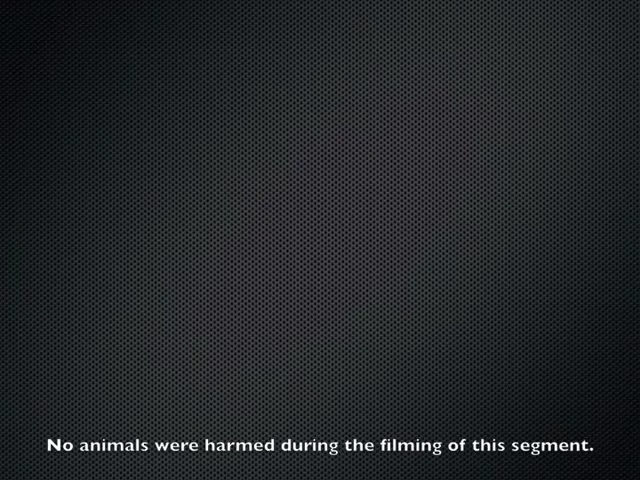 No animals were harmed during the filming of this segment.